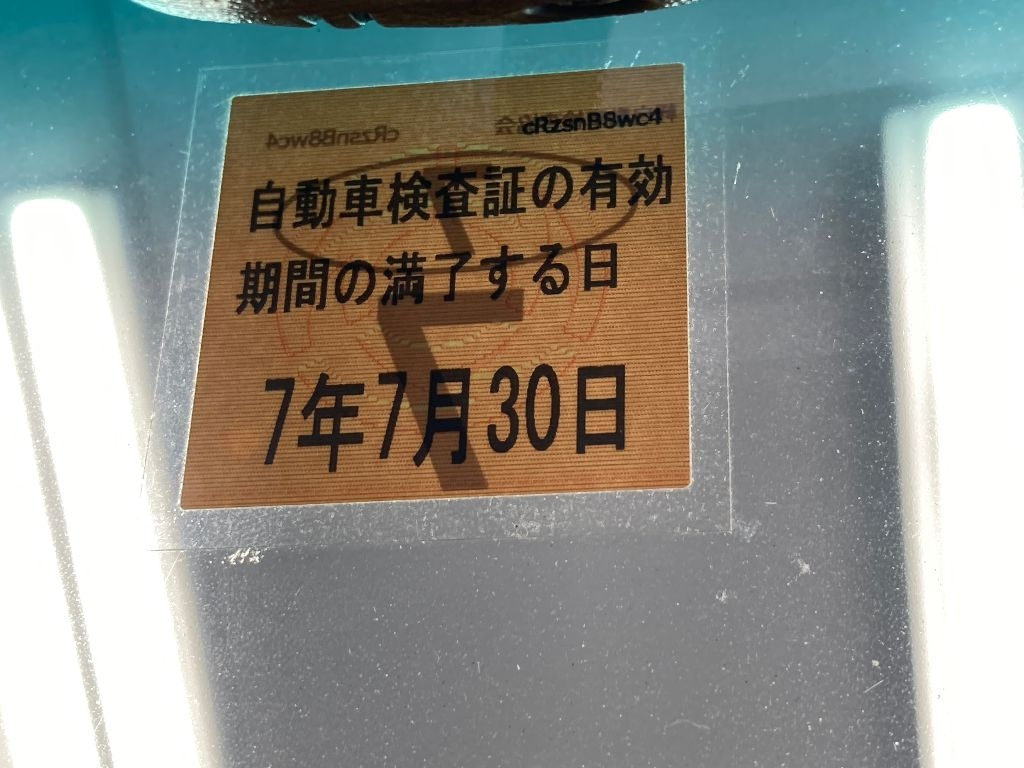 cRzsnB8wc4
自動車検査証の有効
期間の満了する日
7年7月30日